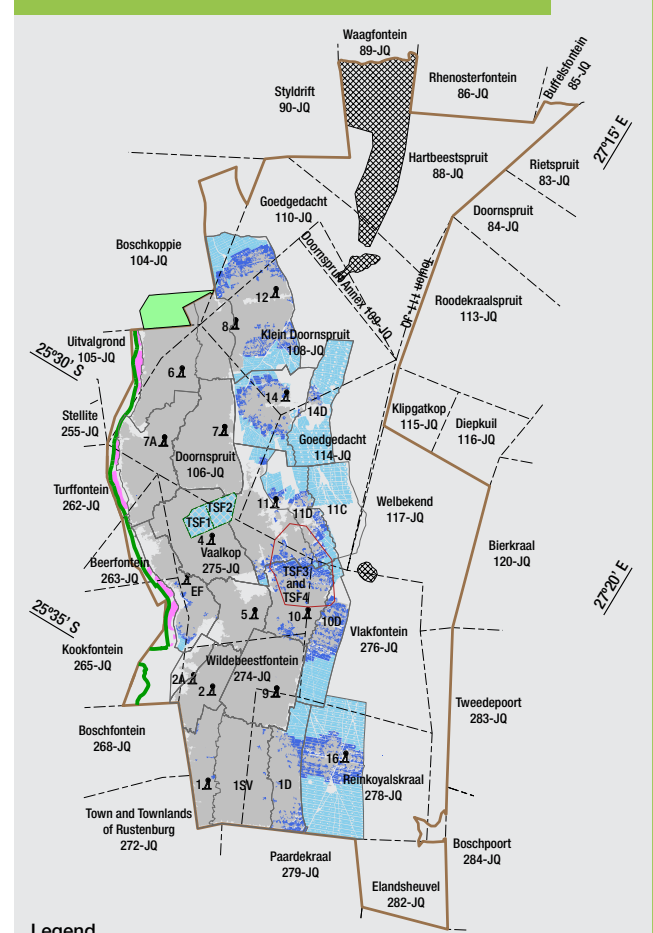 Waagfontein
89-JQ
Rhenosterfontein
86-JQ
Buffelsfontein
85-JQ
Styldrift
90-JQ
27°15' E
Hartbeestspruit
88-JQ
Rietspruit
83-JQ
Goedgedacht
110-JQ
Doornspruit
84-JQ
Boschkoppie
104-JQ
Doornspruit Annex 109-JQ
Toulon 111-JQ
Roodekraalspruit
113-JQ
12
8
Klein Doornspruit
108-JQ
Uitvalgrond
105-JQ
25°30' S
6
14
14D
Klipgatkop
115-JQ
Diepkuil
116-JQ
Stellite
255-JQ
7A
7
Goedgedacht
114-JQ
Doornspruit
106-JQ
Turffontein
262-JQ
TSF2
TSF1
11
11D
11C
Welbekend
117-JQ
4
Vaalkop
275-JQ
Bierkraal
120-JQ
Beerfontein
263-JQ
EF
TSF3
and
TSF4
27°20' E
25°35' S
5
10
10D
Vlakfontein
276-JQ
Kookfontein
265-JQ
Wildebeestfontein
274-JQ
2A
2
9
Tweedepoort
283-JQ
Boschfontein
268-JQ
16
Reinkoyalskraal
278-JQ
1
1SV
1D
Town and Townlands
of Rustenburg
272-JQ
Boschpoort
284-JQ
Paardekraal
279-JQ
Elandsheuvel
282-JQ
Legend